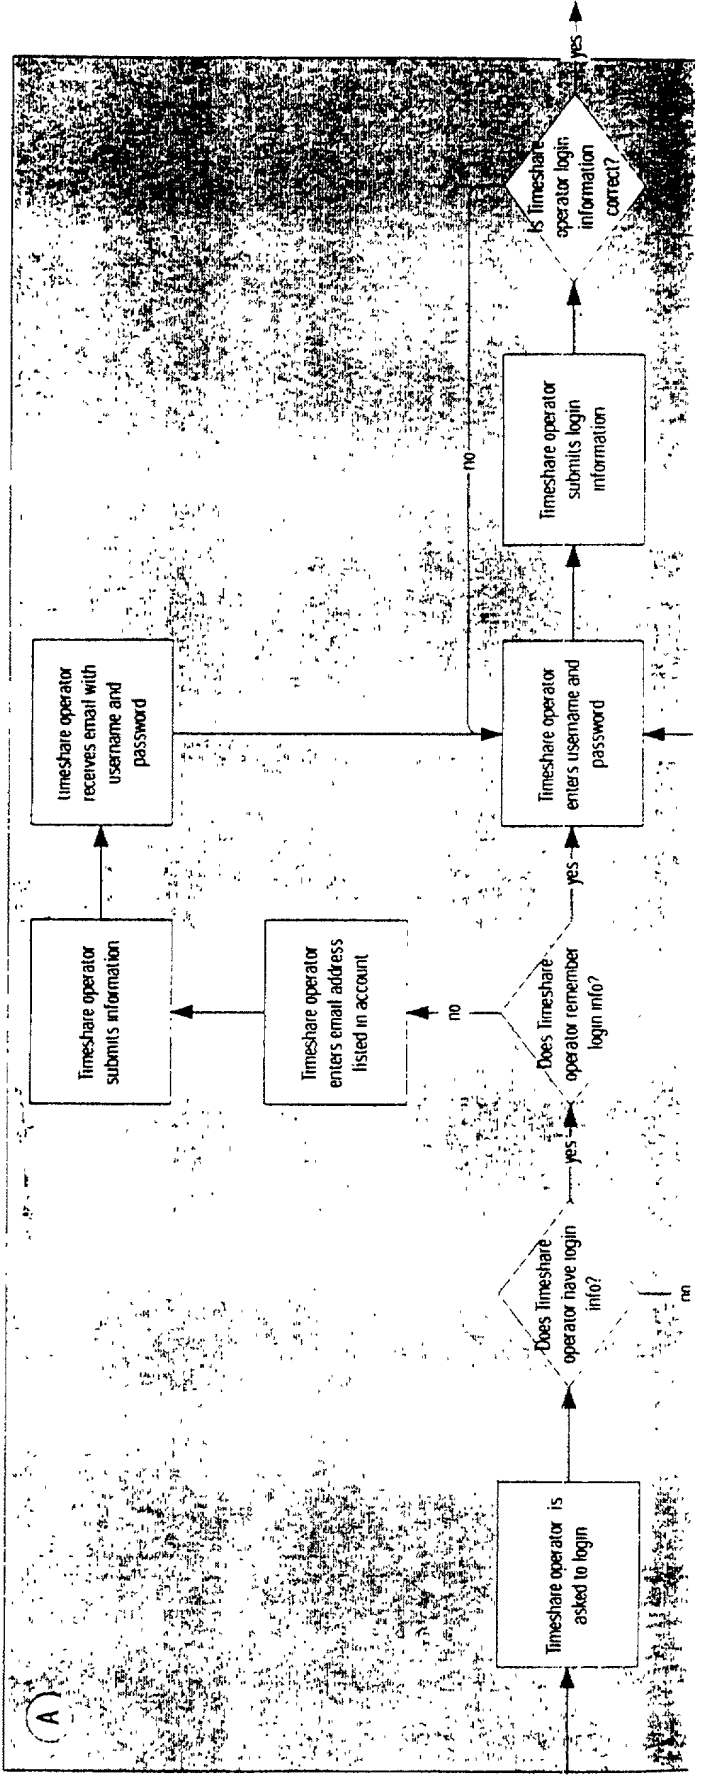 A
Timeshare operator is
asked to login
Does Timeshare
operator have login
info?
no
yes
Does Timeshare
operator remember
login info?
no
yes
Timeshare operator
enters email address
listed in account
Timeshare operator
submits information
timeshare operator
receives email with
username and
password
Timeshare operator
enters username and
password
Timeshare operator
submits login
information
Is Timeshare
operator login
information
correct?
no
yes